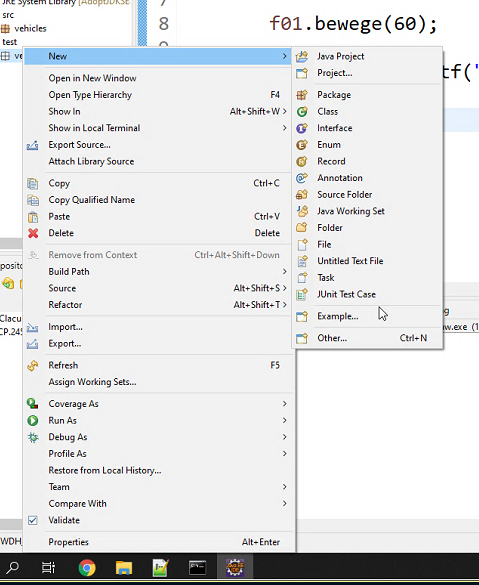 JRE System Library [AdoptJDKSE
src
vehicles
test
ve
7
8
f01.bewege(60);
tf("
New
Open in New Window
Open Type Hierarchy F4
Show In Alt+Shift+W
Show in Local Terminal
Export Source...
Attach Library Source
Copy Ctrl+C
Copy Qualified Name
Paste Ctrl+V
Delete Delete
Remove from Context Ctrl+Alt+Shift+Down
Build Path
Source Alt+Shift+S
Refactor Alt+Shift+T
Import...
Export...
Refresh F5
Assign Working Sets...
Coverage As
Run As
Debug As
Profile As
Restore from Local History...
Team
Compare With
Validate
Properties Alt+Enter
Java Project
Project...
Package
Class
Interface
Enum
Record
Annotation
Source Folder
Java Working Set
Folder
File
Untitled Text File
Task
JUnit Test Case
Example...
Other... Ctrl+N
posito
Clacu
CP.245
w.exe (1
WDH_